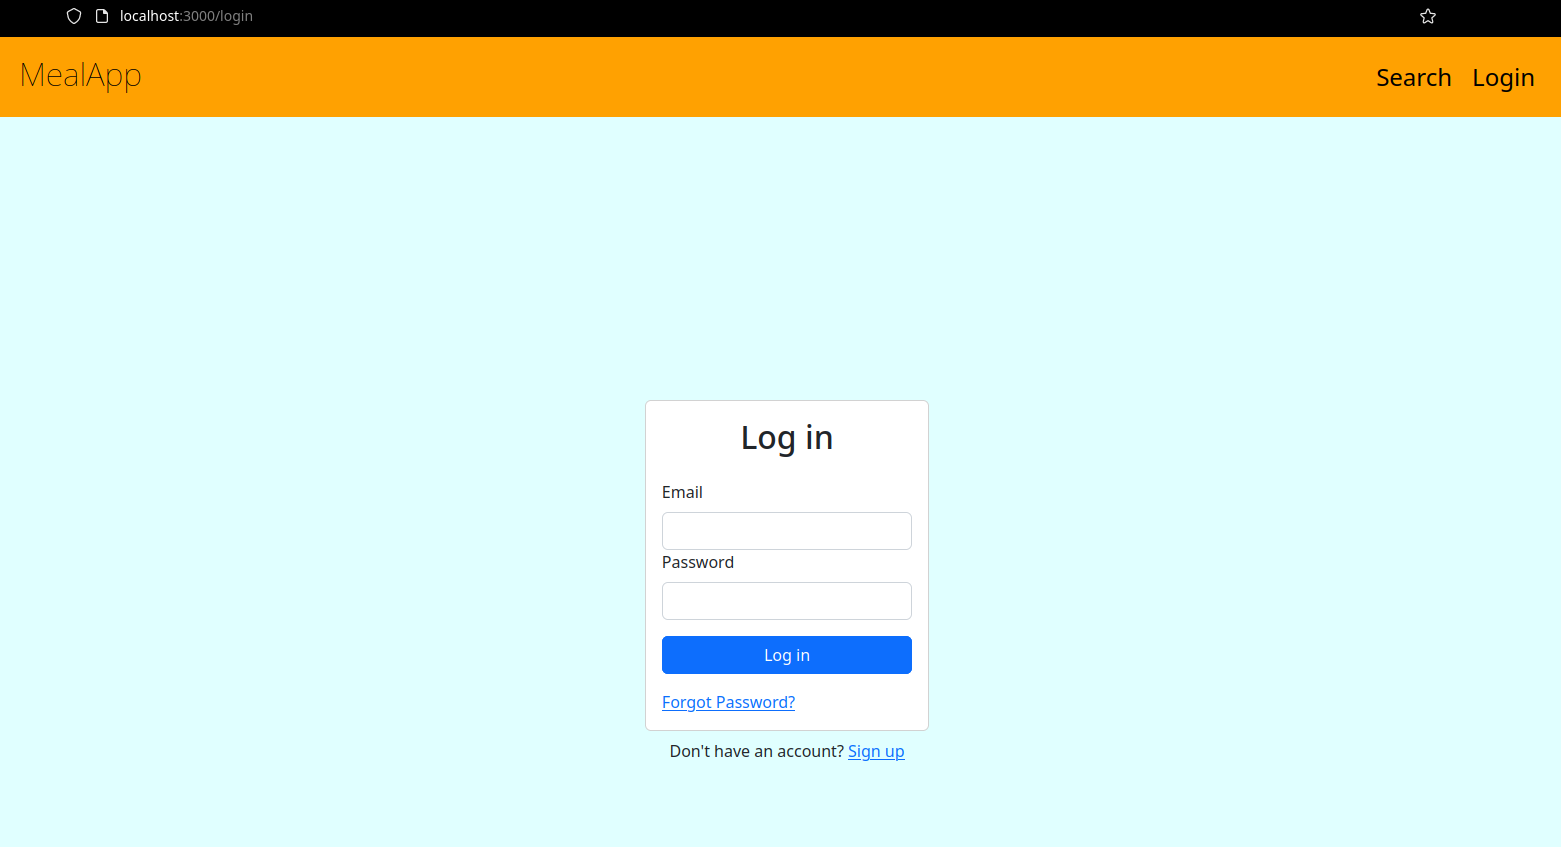 localhost:3000/login
MealApp
Search Login
Log in
Email
Password
Log in
Forgot Password?
Don't have an account? Sign up